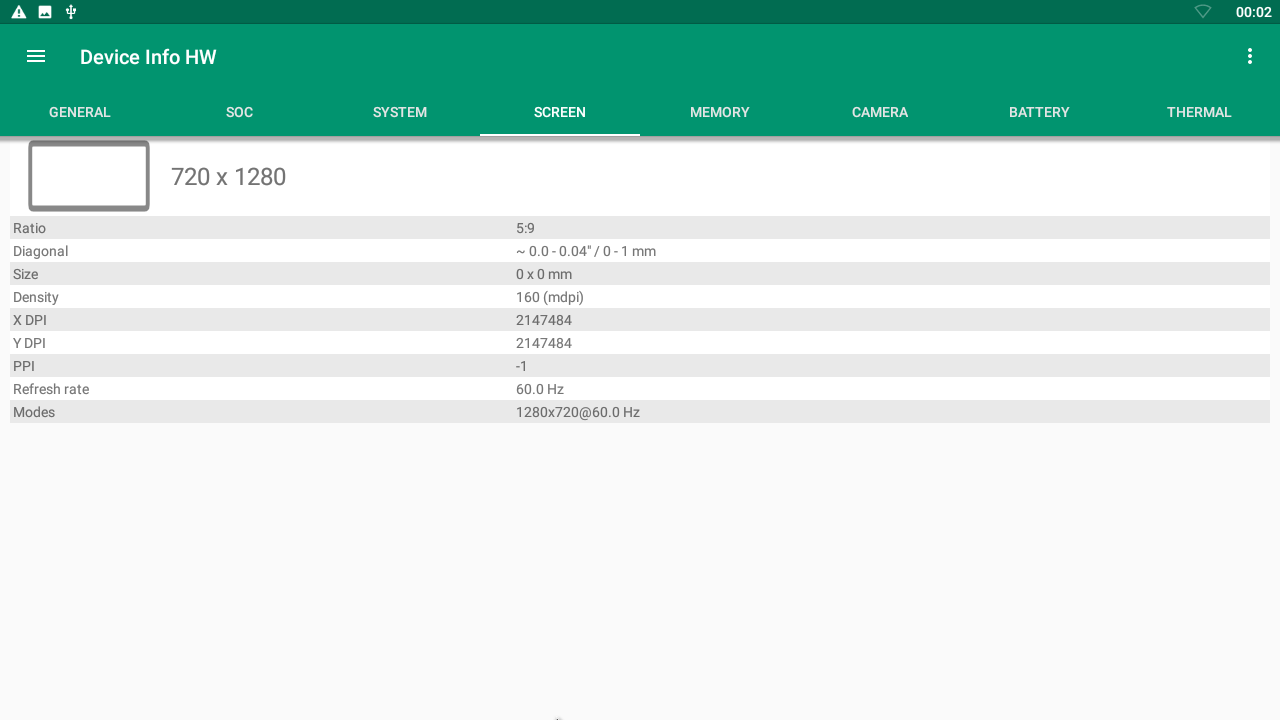 00:02
Device Info HW
GENERAL SOC SYSTEM SCREEN MEMORY CAMERA BATTERY THERMAL
720 x 1280
Ratio 5:9
Diagonal ~ 0.0 - 0.04" / 0 - 1 mm
Size 0 x 0 mm
Density 160 (mdpi)
X DPI 2147484
Y DPI 2147484
PPI -1
Refresh rate 60.0 Hz
Modes 1280x720@60.0 Hz